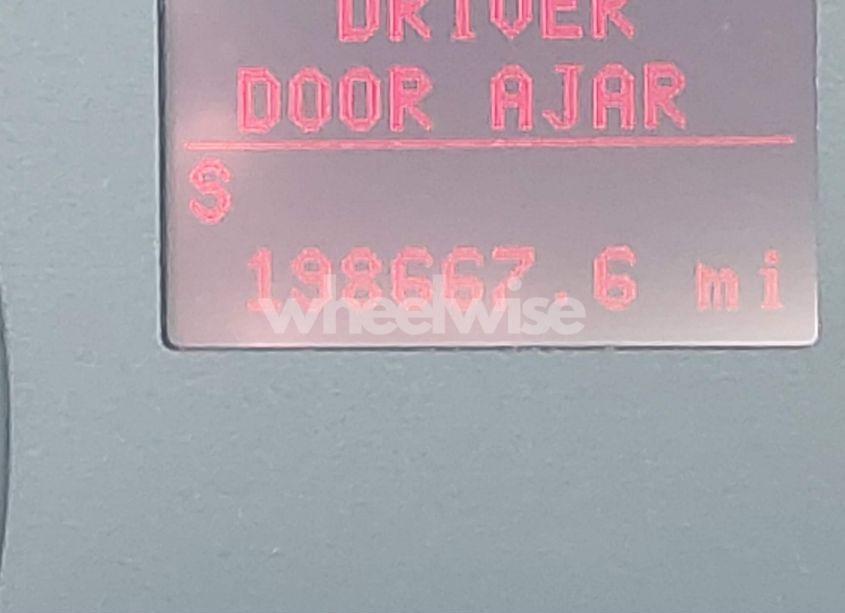 DRIVER
DOOR AJAR
S
198667.6 mi
wheelwise